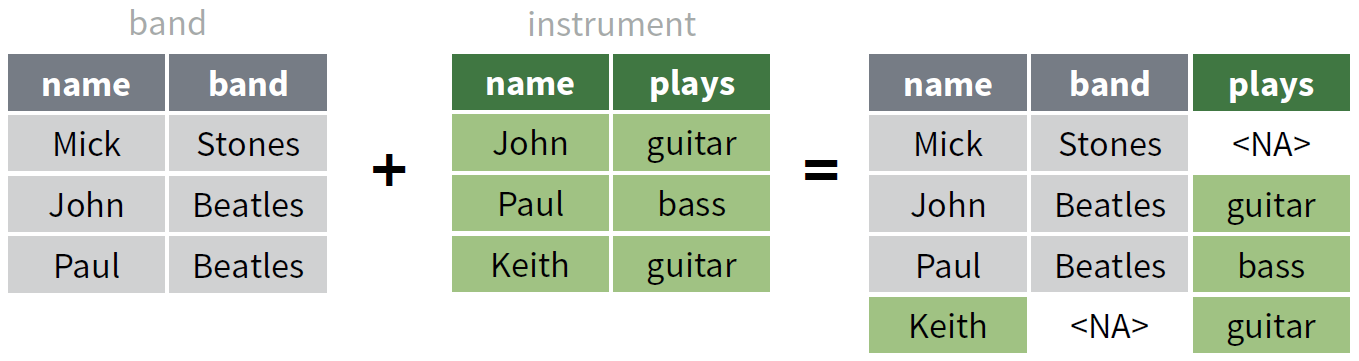 band instrument
name band name plays name band plays
Mick Stones John guitar Mick Stones <NA>
+ =
John Beatles Paul bass John Beatles guitar
Paul Beatles Keith guitar Paul Beatles bass
Keith <NA> guitar